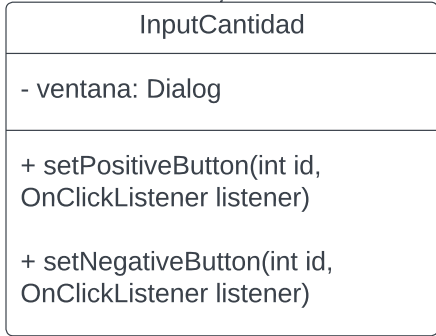 InputCantidad
- ventana: Dialog
+ setPositiveButton(int id,
OnClickListener listener)
+ setNegativeButton(int id,
OnClickListener listener)